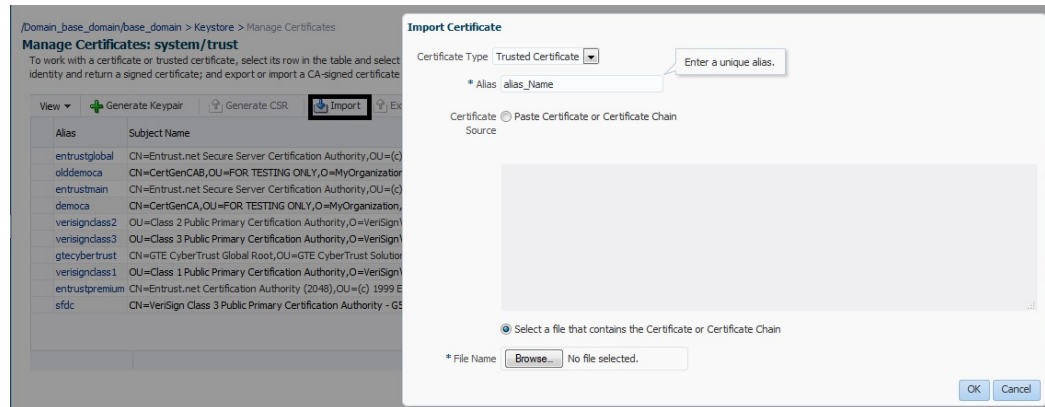 /Domain_base_domain/base_domain > Keystore > Manage Certificates
Manage Certificates: system/trust
To work with a certificate or trusted certificate, select its row in the table and select
identity and return a signed certificate; and export or import a CA-signed certificate
View Generate Keypair Generate CSR Import Ex
Alias Subject Name
entrustglobal CN=Entrust.net Secure Server Certification Authority,OU=(c)
olddemoca CN=CertGenCAB,OU=FOR TESTING ONLY,O=MyOrganization
entrustmain CN=Entrust.net Secure Server Certification Authority,OU=(c)
democa CN=CertGenCA,OU=FOR TESTING ONLY,O=MyOrganization,
verisignclass2 OU=Class 2 Public Primary Certification Authority,O=VeriSign
verisignclass3 OU=Class 3 Public Primary Certification Authority,O=VeriSign
gtecybertrust CN=GTE CyberTrust Global Root,OU=GTE CyberTrust Solution
verisignclass1 OU=Class 1 Public Primary Certification Authority,O=VeriSign
entrustpremium CN=Entrust.net Certification Authority (2048),OU=(c) 1999 E
sfdc CN=VeriSign Class 3 Public Primary Certification Authority - G5
Import Certificate
Certificate Type Trusted Certificate
Enter a unique alias.
* Alias alias_Name
Certificate Source Paste Certificate or Certificate Chain
Select a file that contains the Certificate or Certificate Chain
* File Name Browse... No file selected.
OK Cancel